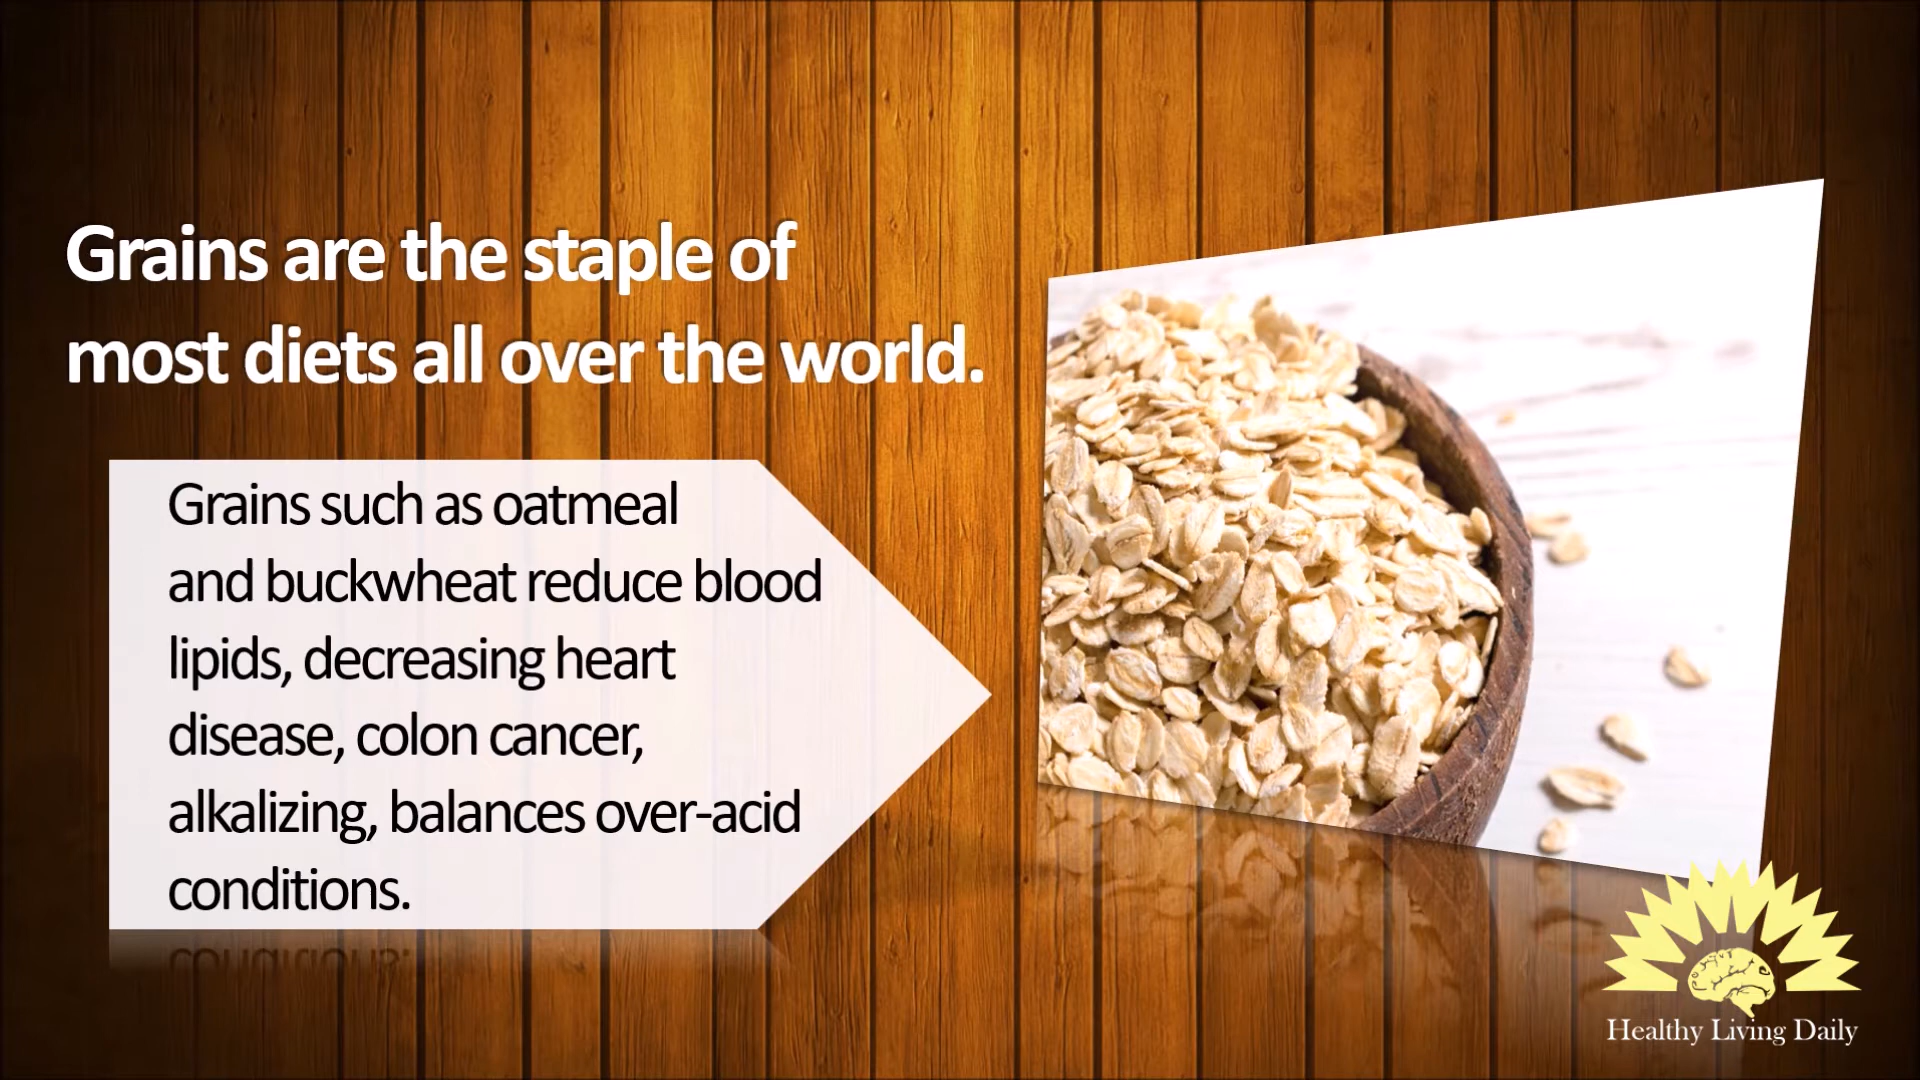 Grains are the staple of
most diets all over the world.
Grains such as oatmeal
and buckwheat reduce blood
lipids, decreasing heart
disease, colon cancer,
alkalizing, balances over-acid
conditions.
Healthy Living Daily